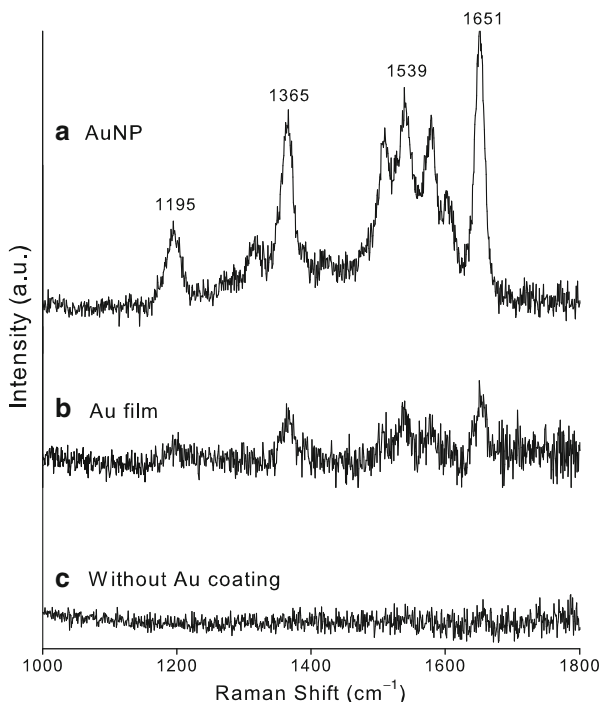 1651
1539
1365
a AuNP
1195
Intensity (a.u.)
b Au film
c Without Au coating
1000 1200 1400 1600 1800
Raman Shift (cm⁻¹)